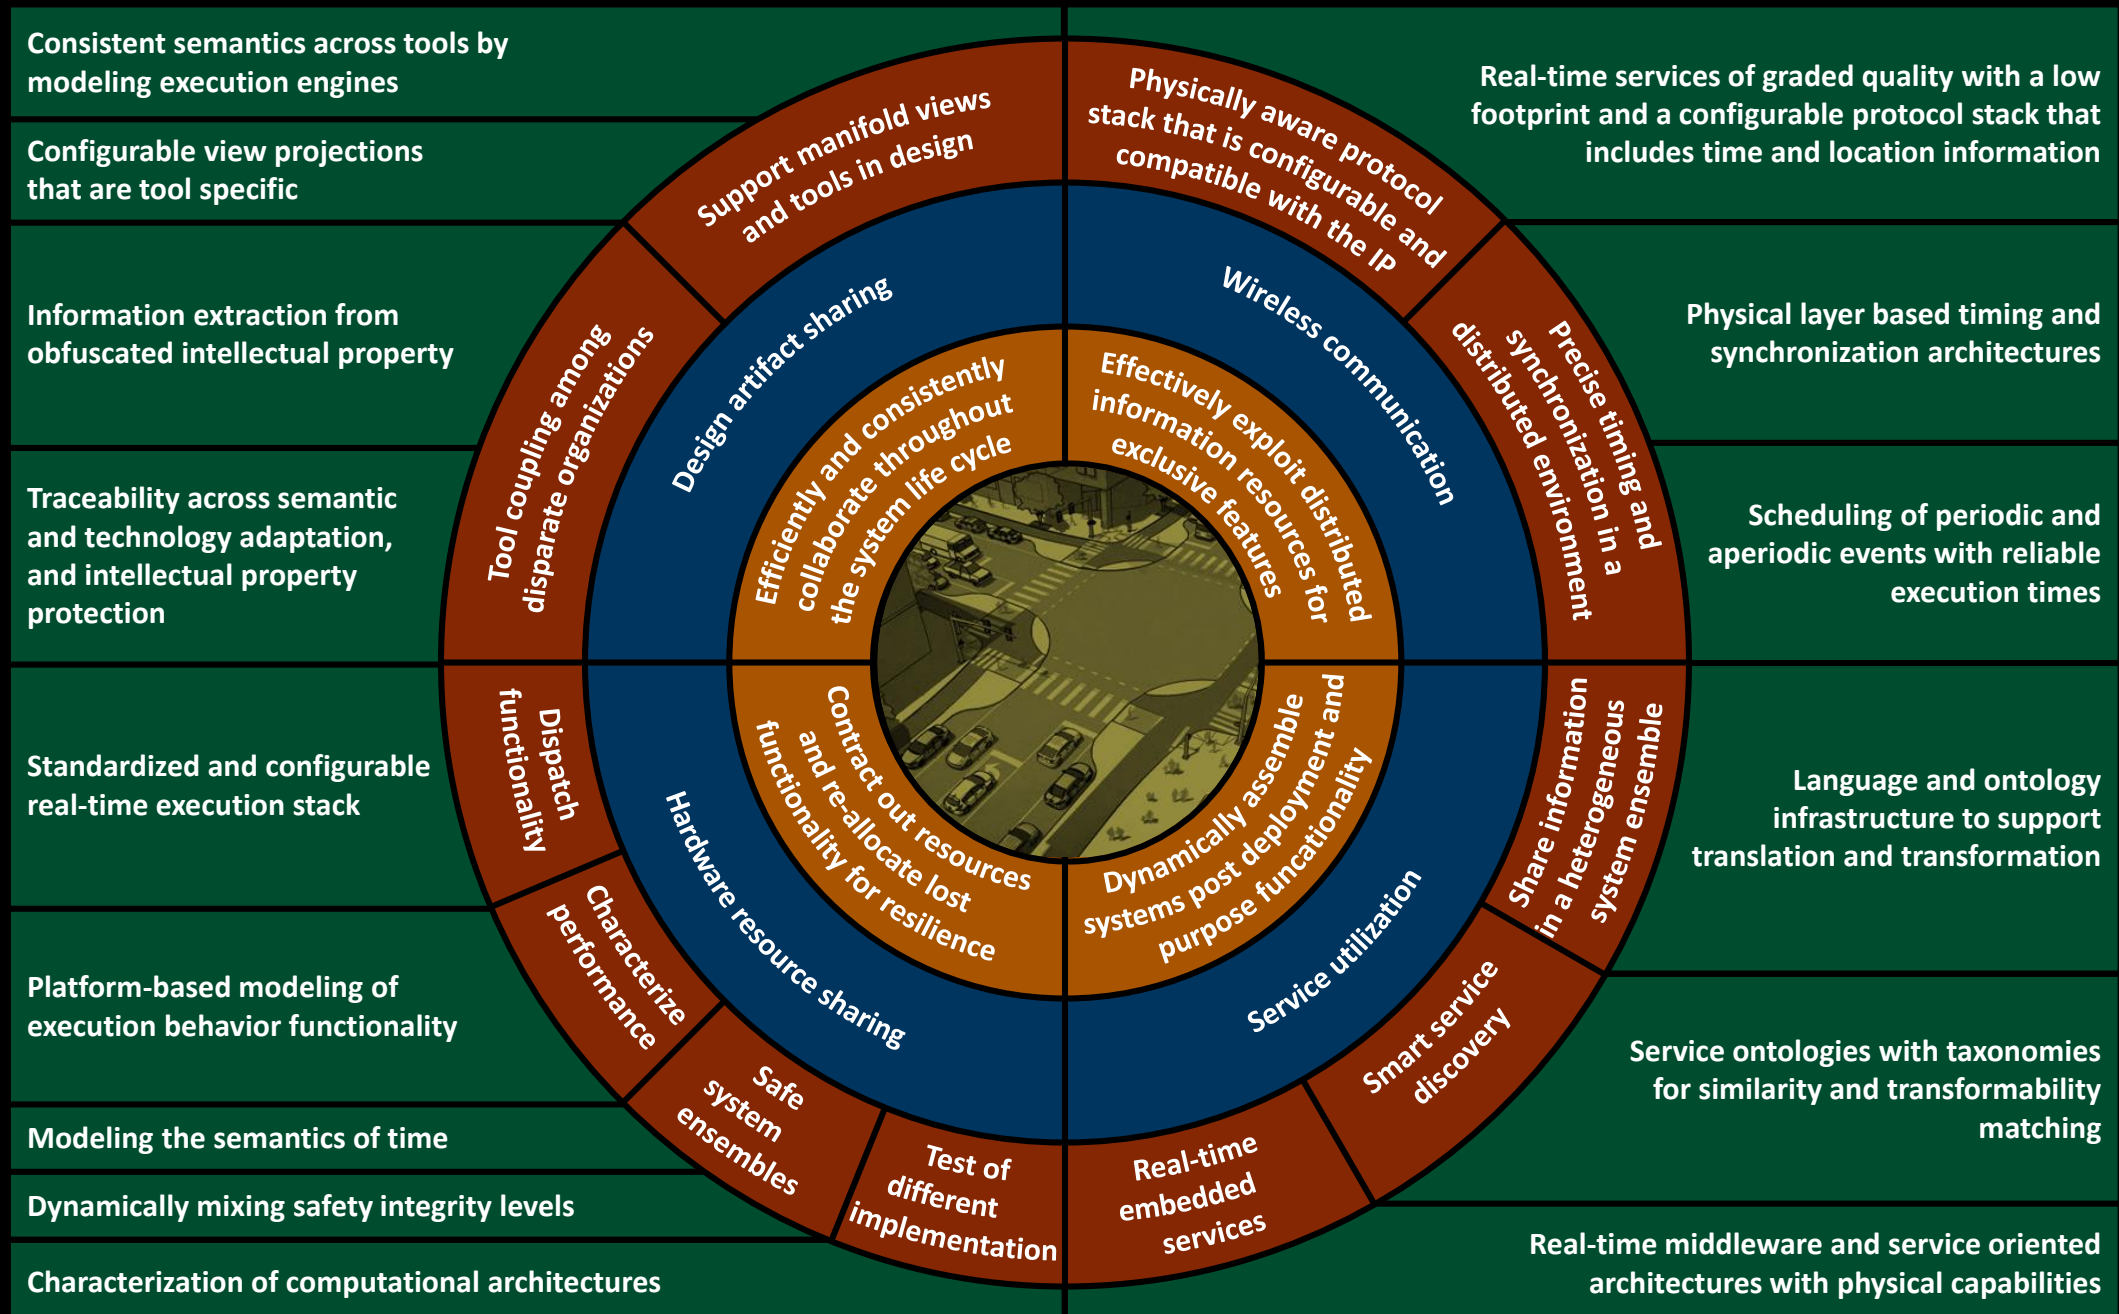 Consistent semantics across tools by
modeling execution engines
Configurable view projections
that are tool specific
Information extraction from
obfuscated intellectual property
Traceability across semantic
and technology adaptation,
and intellectual property
protection
Standardized and configurable
real-time execution stack
Platform-based modeling of
execution behavior functionality
Modeling the semantics of time
Dynamically mixing safety integrity levels
Characterization of computational architectures
Support manifold views
and tools in design
Tool coupling among
disparate organizations
Dispatch
functionality
Characterize
performance
Safe
system
ensembles
Test of
different
implementation
Design artifact sharing
Hardware resource sharing
Efficiently and consistently
collaborate throughout
the system life cycle
Contract out resources
and re-allocate lost
functionality for resilience
Effectively exploit distributed
information resources for
exclusive features
Dynamically assemble
systems post deployment and
purpose funcationality
Wireless communication
Service utilization
Physically aware protocol
stack that is configurable and
compatible with the IP
Precise timing and
synchronization in a
distributed environment
Share information
in a heterogeneous
system ensemble
Smart service
discovery
Real-time
embedded
services
Real-time services of graded quality with a low
footprint and a configurable protocol stack that
includes time and location information
Physical layer based timing and
synchronization architectures
Scheduling of periodic and
aperiodic events with reliable
execution times
Language and ontology
infrastructure to support
translation and transformation
Service ontologies with taxonomies
for similarity and transformability
matching
Real-time middleware and service oriented
architectures with physical capabilities